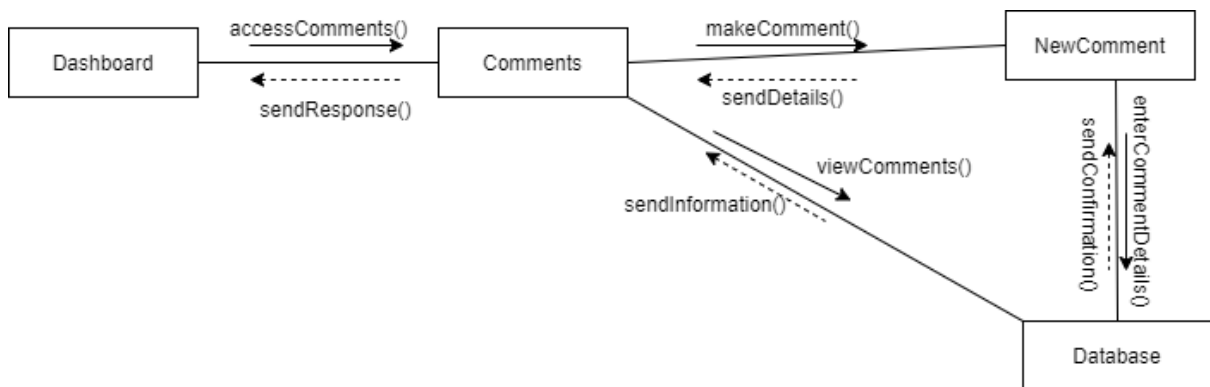 accessComments()
makeComment()
Dashboard
Comments
NewComment
sendResponse()
sendDetails()
enterCommentDetails()
sendConfirmation()
viewComments()
sendInformation()
Database